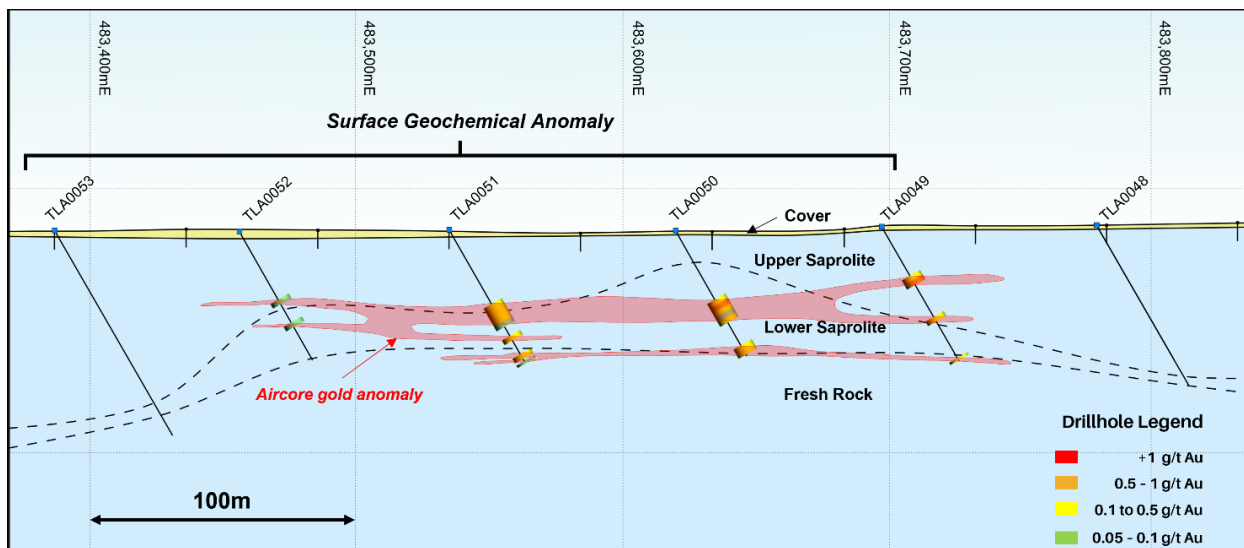 483,400mE
483,500mE
483,600mE
483,700mE
483,800mE
Surface Geochemical Anomaly
TLA0053
TLA0052
TLA0051
TLA0050
TLA0049
TLA0048
Cover
Upper Saprolite
Lower Saprolite
Aircore gold anomaly
Fresh Rock
Drillhole Legend
+1 g/t Au
0.5 - 1 g/t Au
0.1 to 0.5 g/t Au
0.05 - 0.1 g/t Au
100m